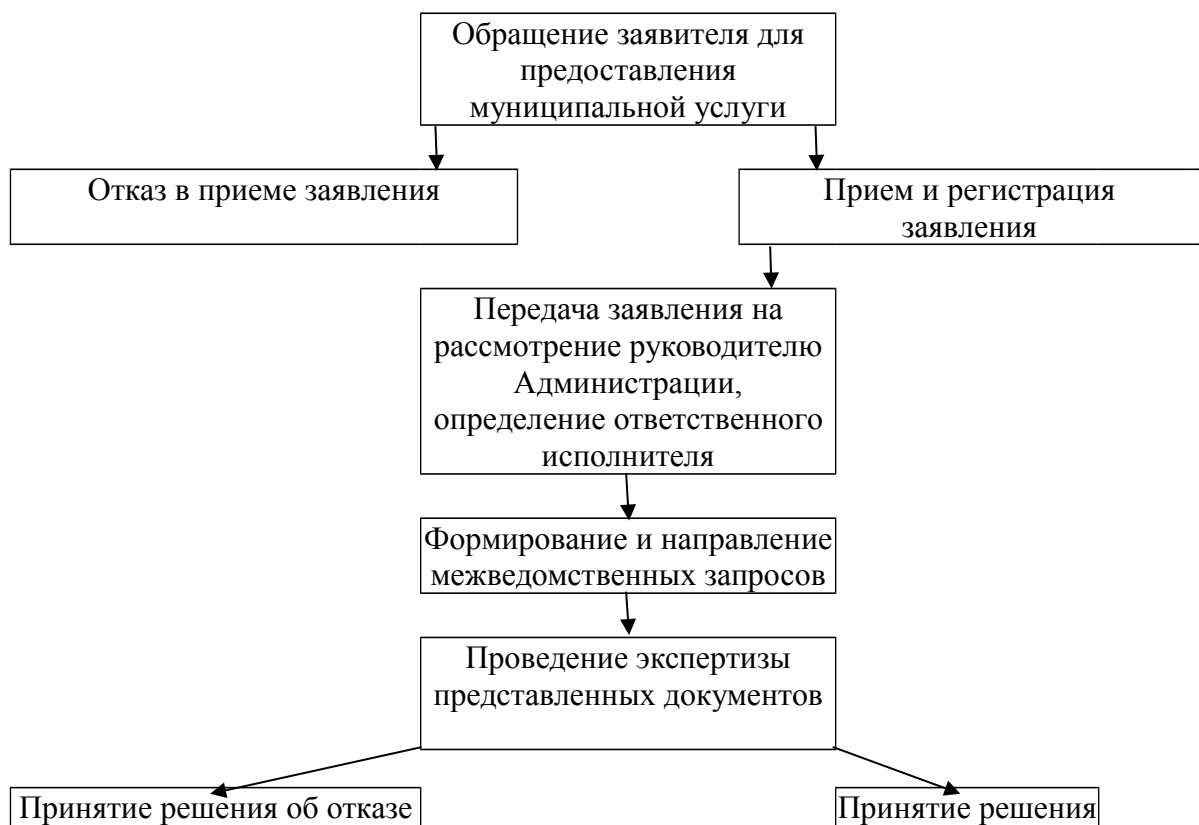 Обращение заявителя для
предоставления
муниципальной услуги
Отказ в приеме заявления
Прием и регистрация
заявления
Передача заявления на
рассмотрение руководителю
Администрации,
определение ответственного
исполнителя
Формирование и направление
межведомственных запросов
Проведение экспертизы
представленных документов
Принятие решения об отказе
Принятие решения